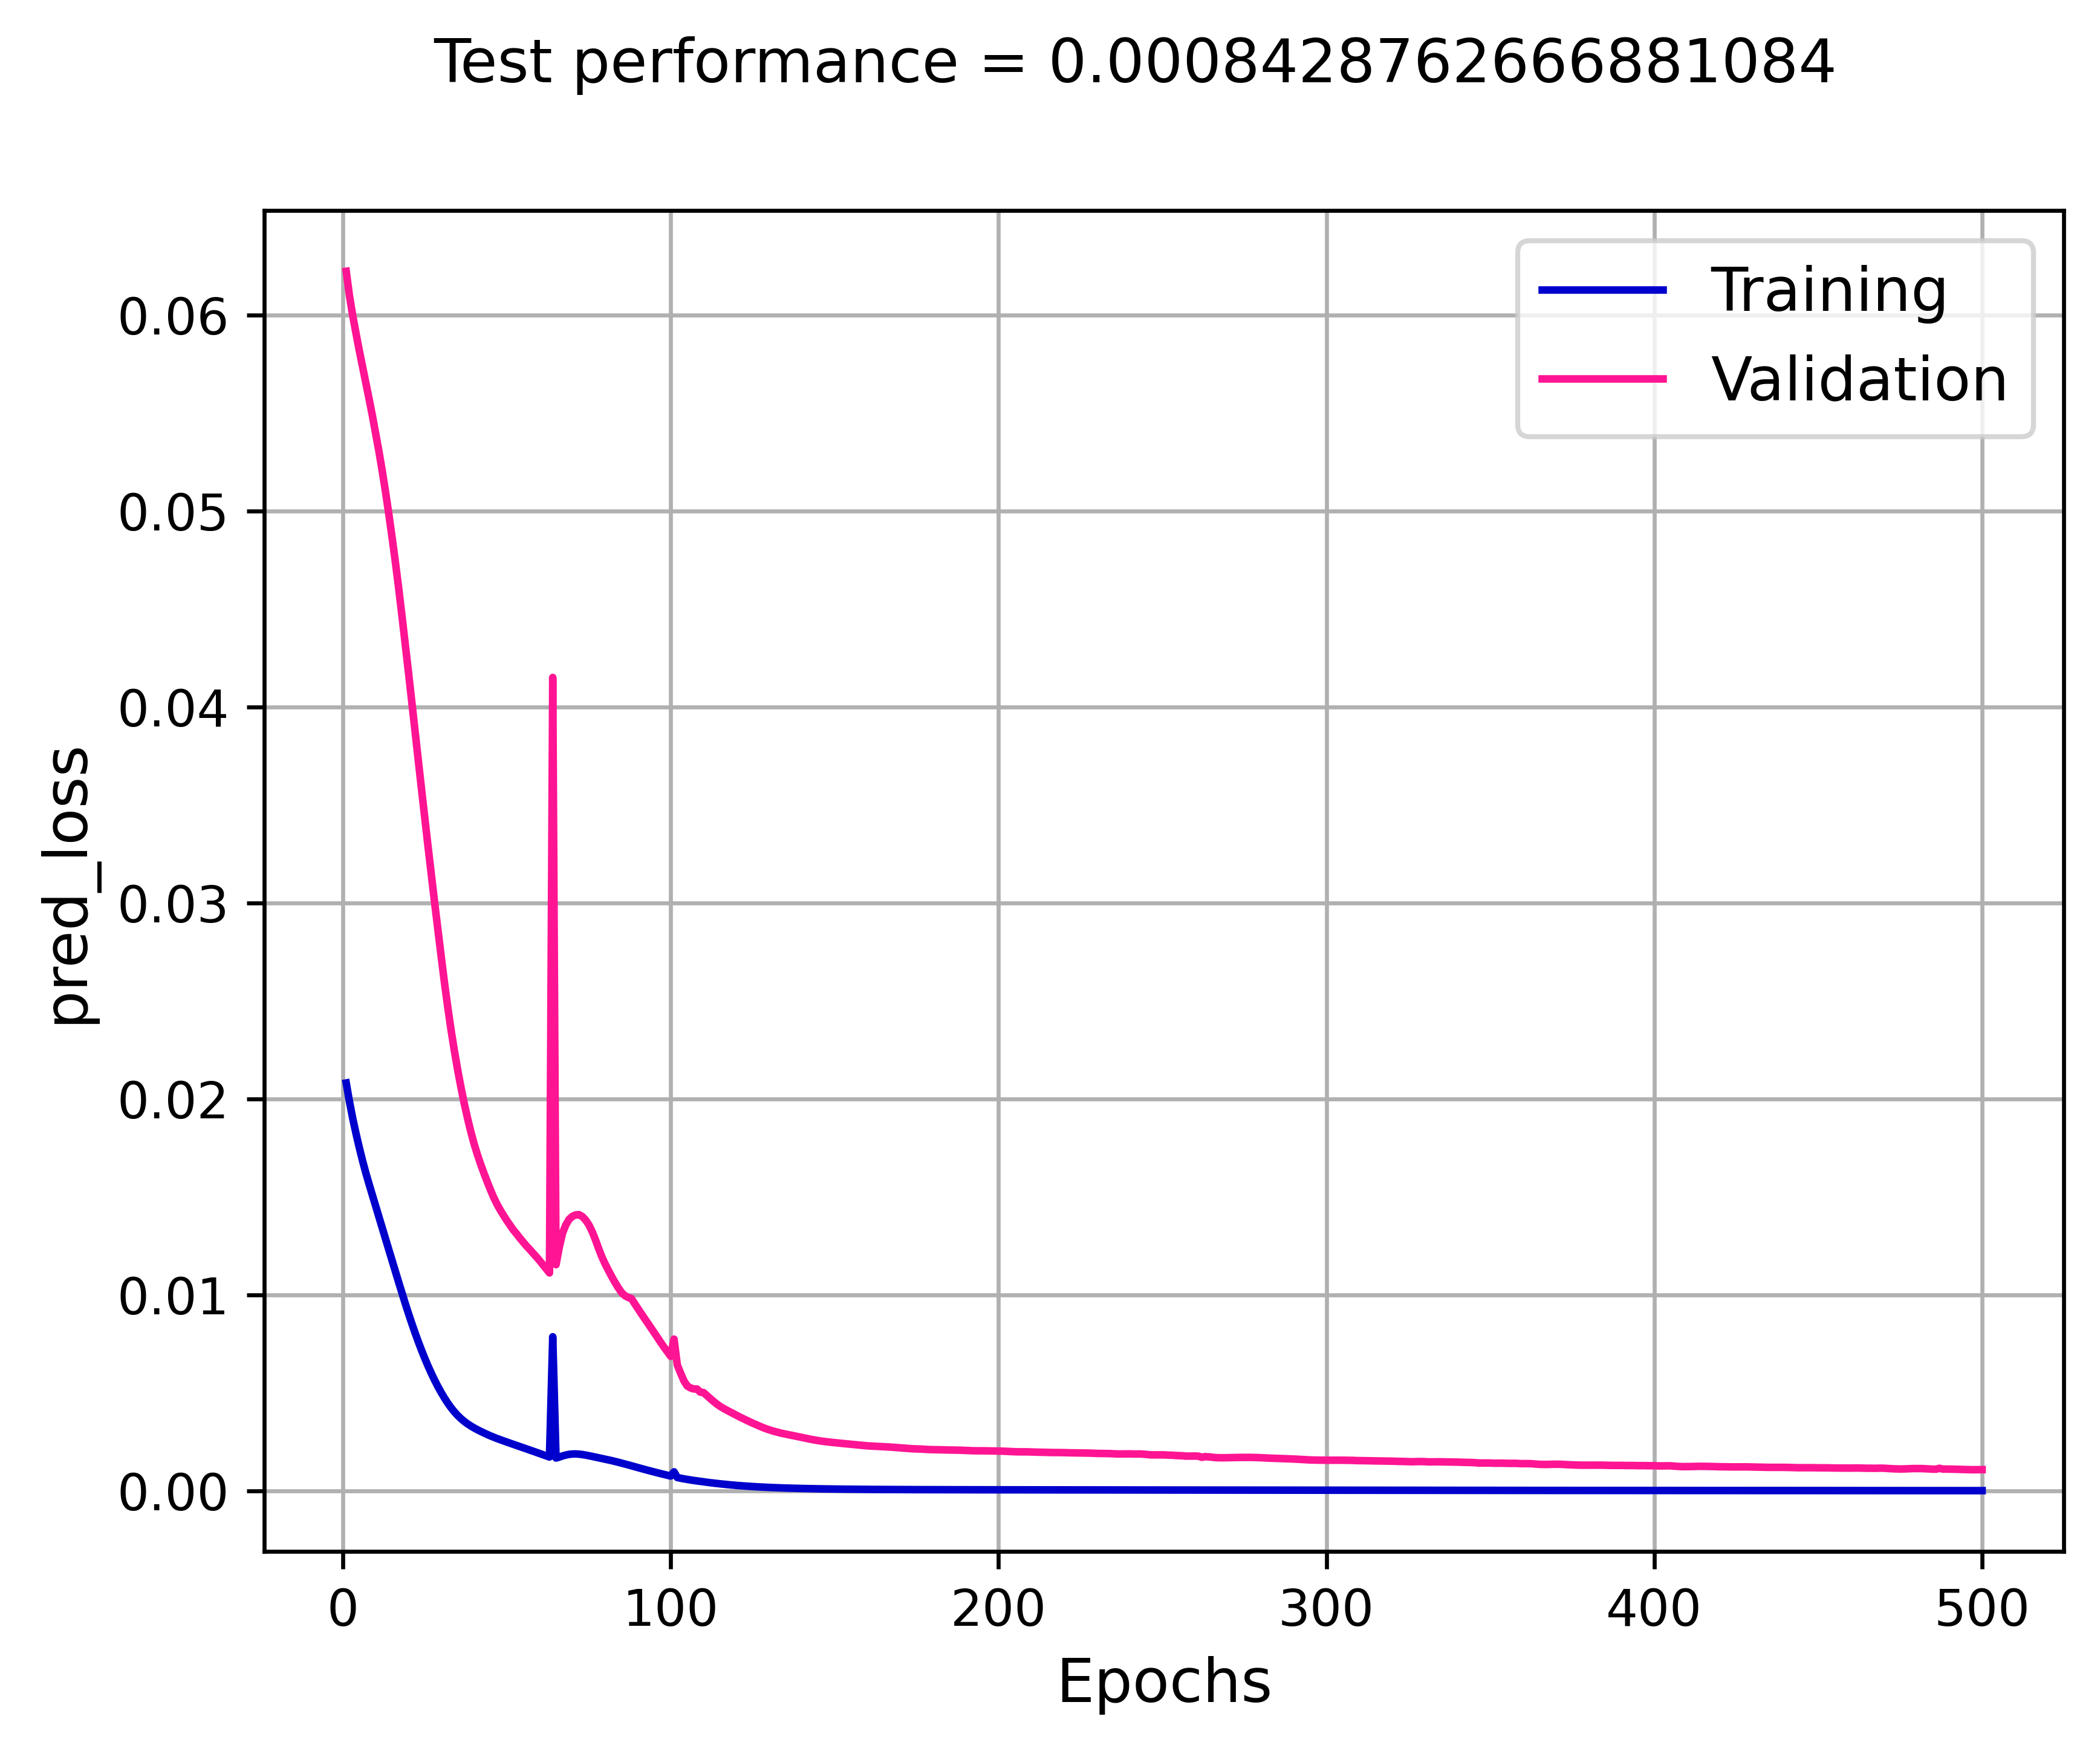 Test performance = 0.0008428762666881084
Training
Validation
0.06
0.05
0.04
0.03
0.02
0.01
0.00
pred_loss
0 100 200 300 400 500
Epochs